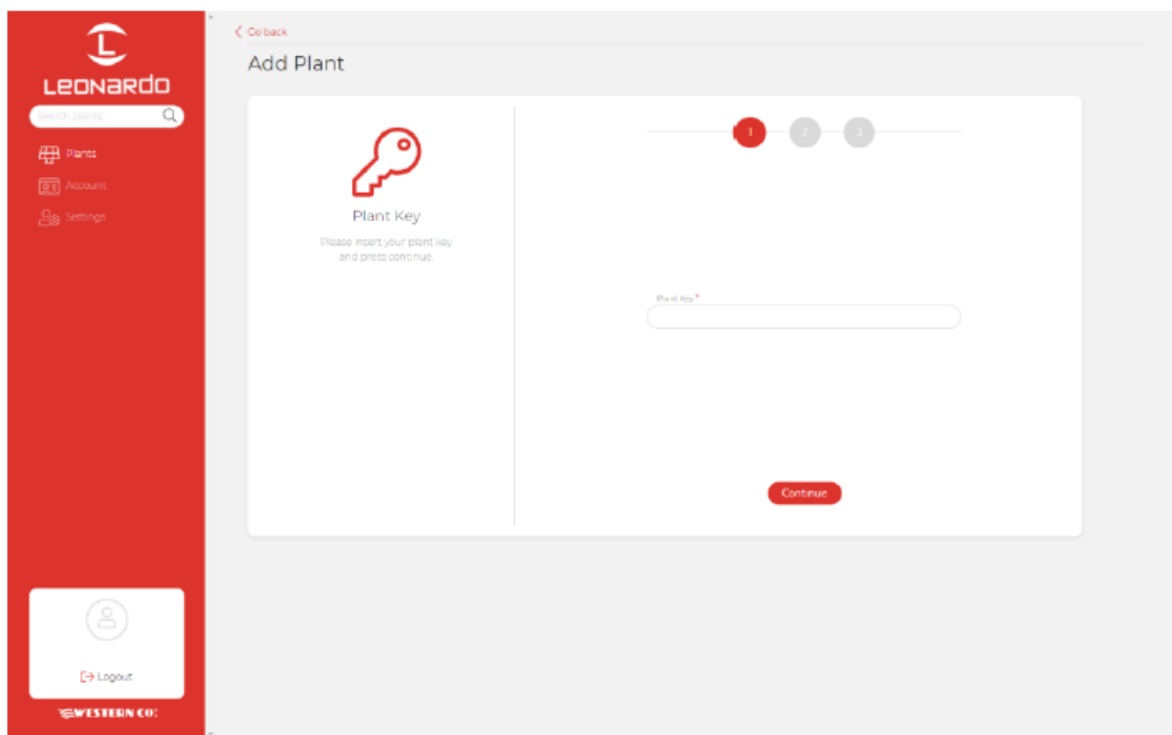 Leonardo
Search plants...
Plants
Account
Settings
Logout
WESTERN CO.
Go back
Add Plant
Plant Key
Please insert your plant key
and press continue.
1 2 3
Plant Key *
Continue